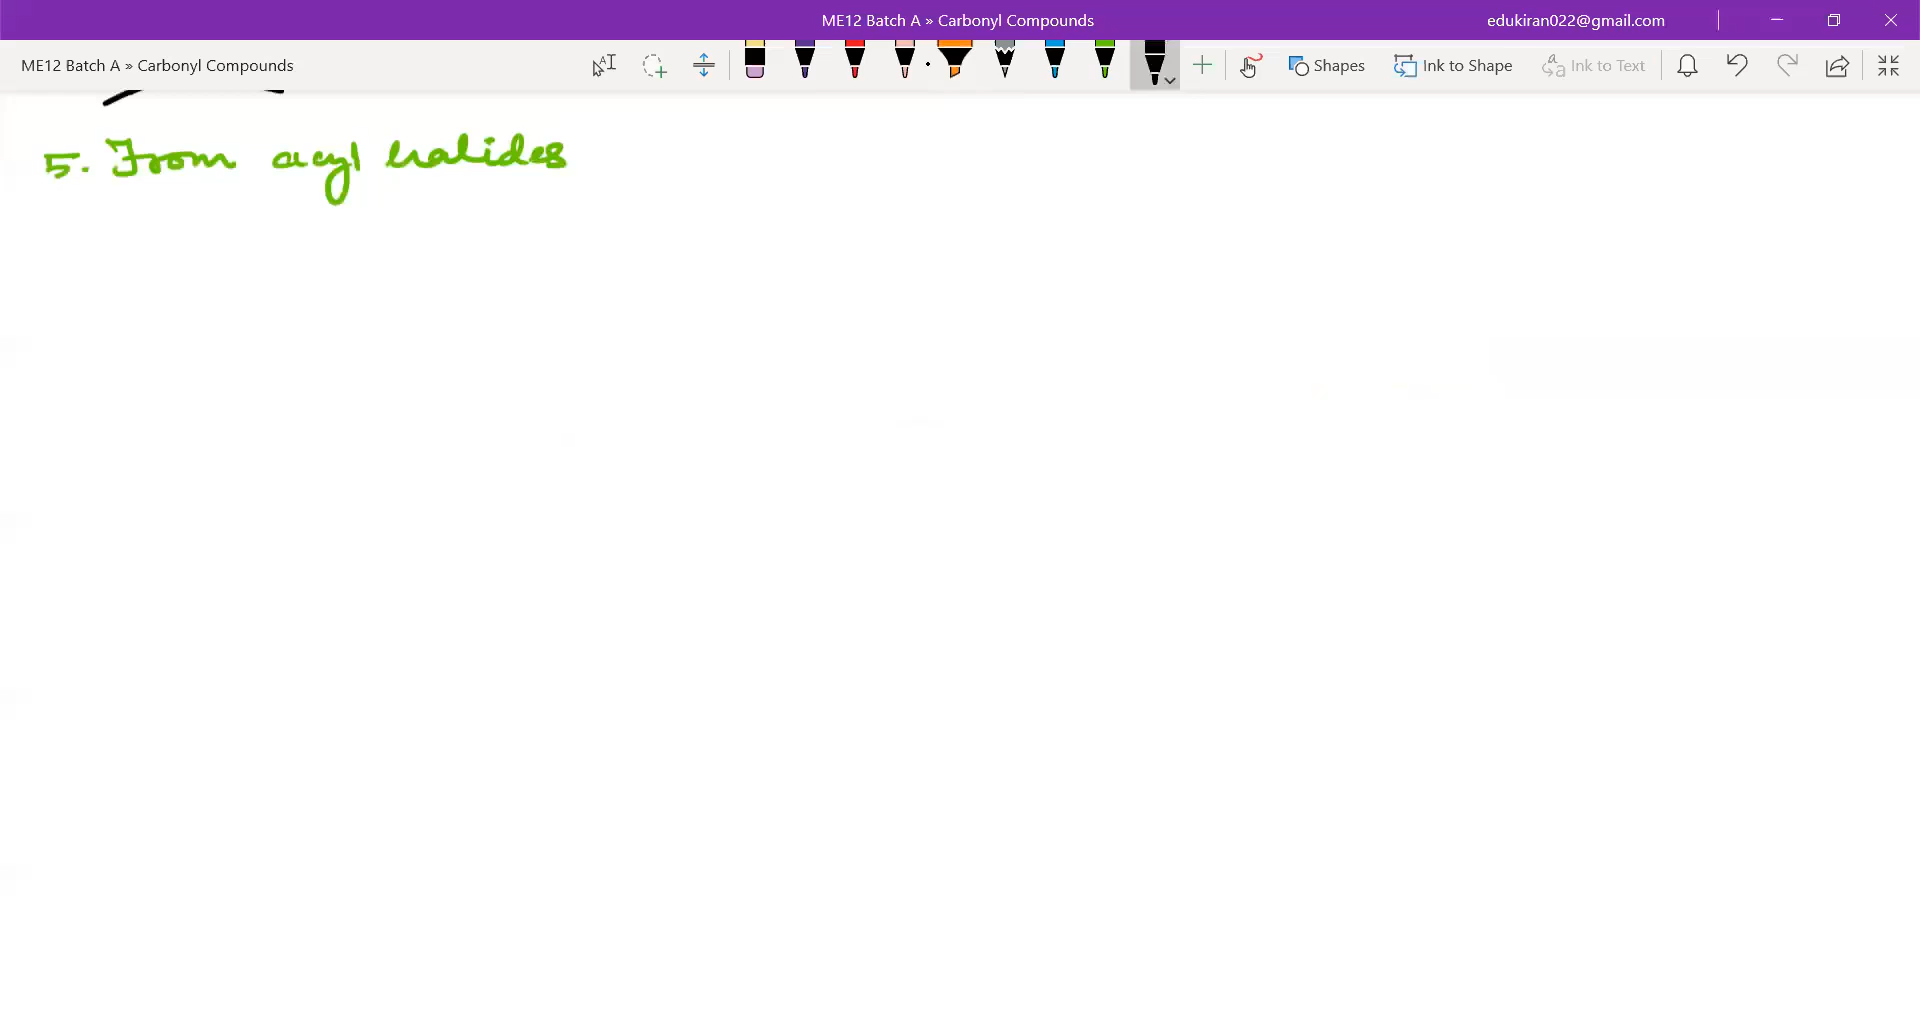 ME12 Batch A » Carbonyl Compounds
edukiran022@gmail.com
ME12 Batch A » Carbonyl Compounds
Shapes
Ink to Shape
Ink to Text
5. From acyl halides